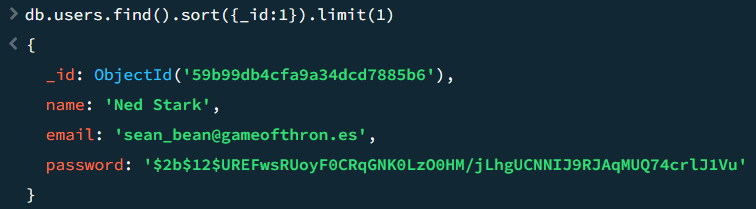 > db.users.find().sort({_id:1}).limit(1)
< {
_id: ObjectId('59b99db4cfa9a34dcd7885b6'),
name: 'Ned Stark',
email: 'sean_bean@gameofthron.es',
password: '$2b$12$UREFwsRUoyF0CRqGNK0LzO0HM/jLhgUCNNIJ9RJAqMUQ74crlJ1Vu'
}